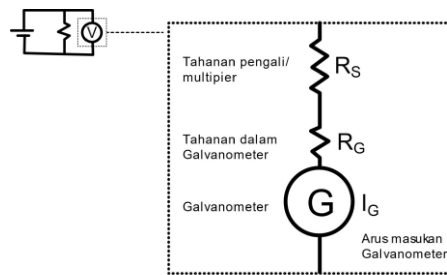 V
Tahanan pengali/
multipier
RS
Tahanan dalam
Galvanometer
RG
Galvanometer
G
IG
Arus masukan
Galvanometer